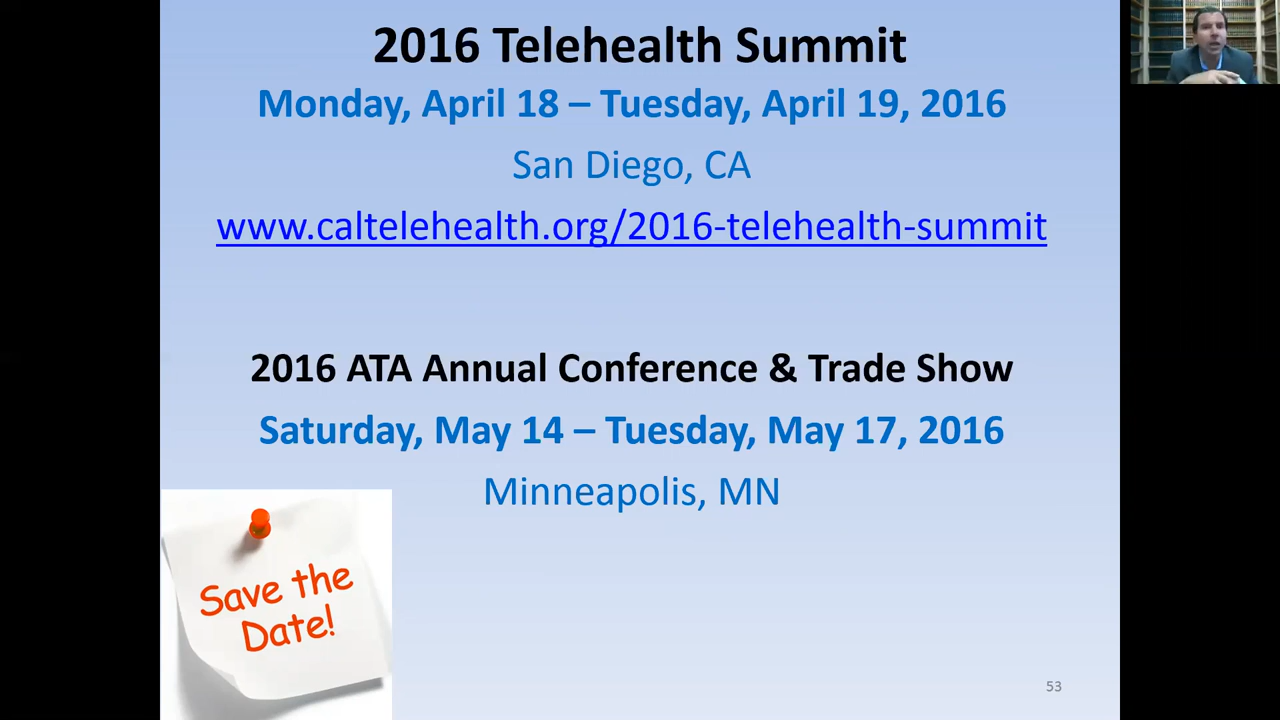 2016 Telehealth Summit
Monday, April 18 – Tuesday, April 19, 2016
San Diego, CA
www.caltelehealth.org/2016-telehealth-summit
2016 ATA Annual Conference & Trade Show
Saturday, May 14 – Tuesday, May 17, 2016
Minneapolis, MN
Save the
Date!
53